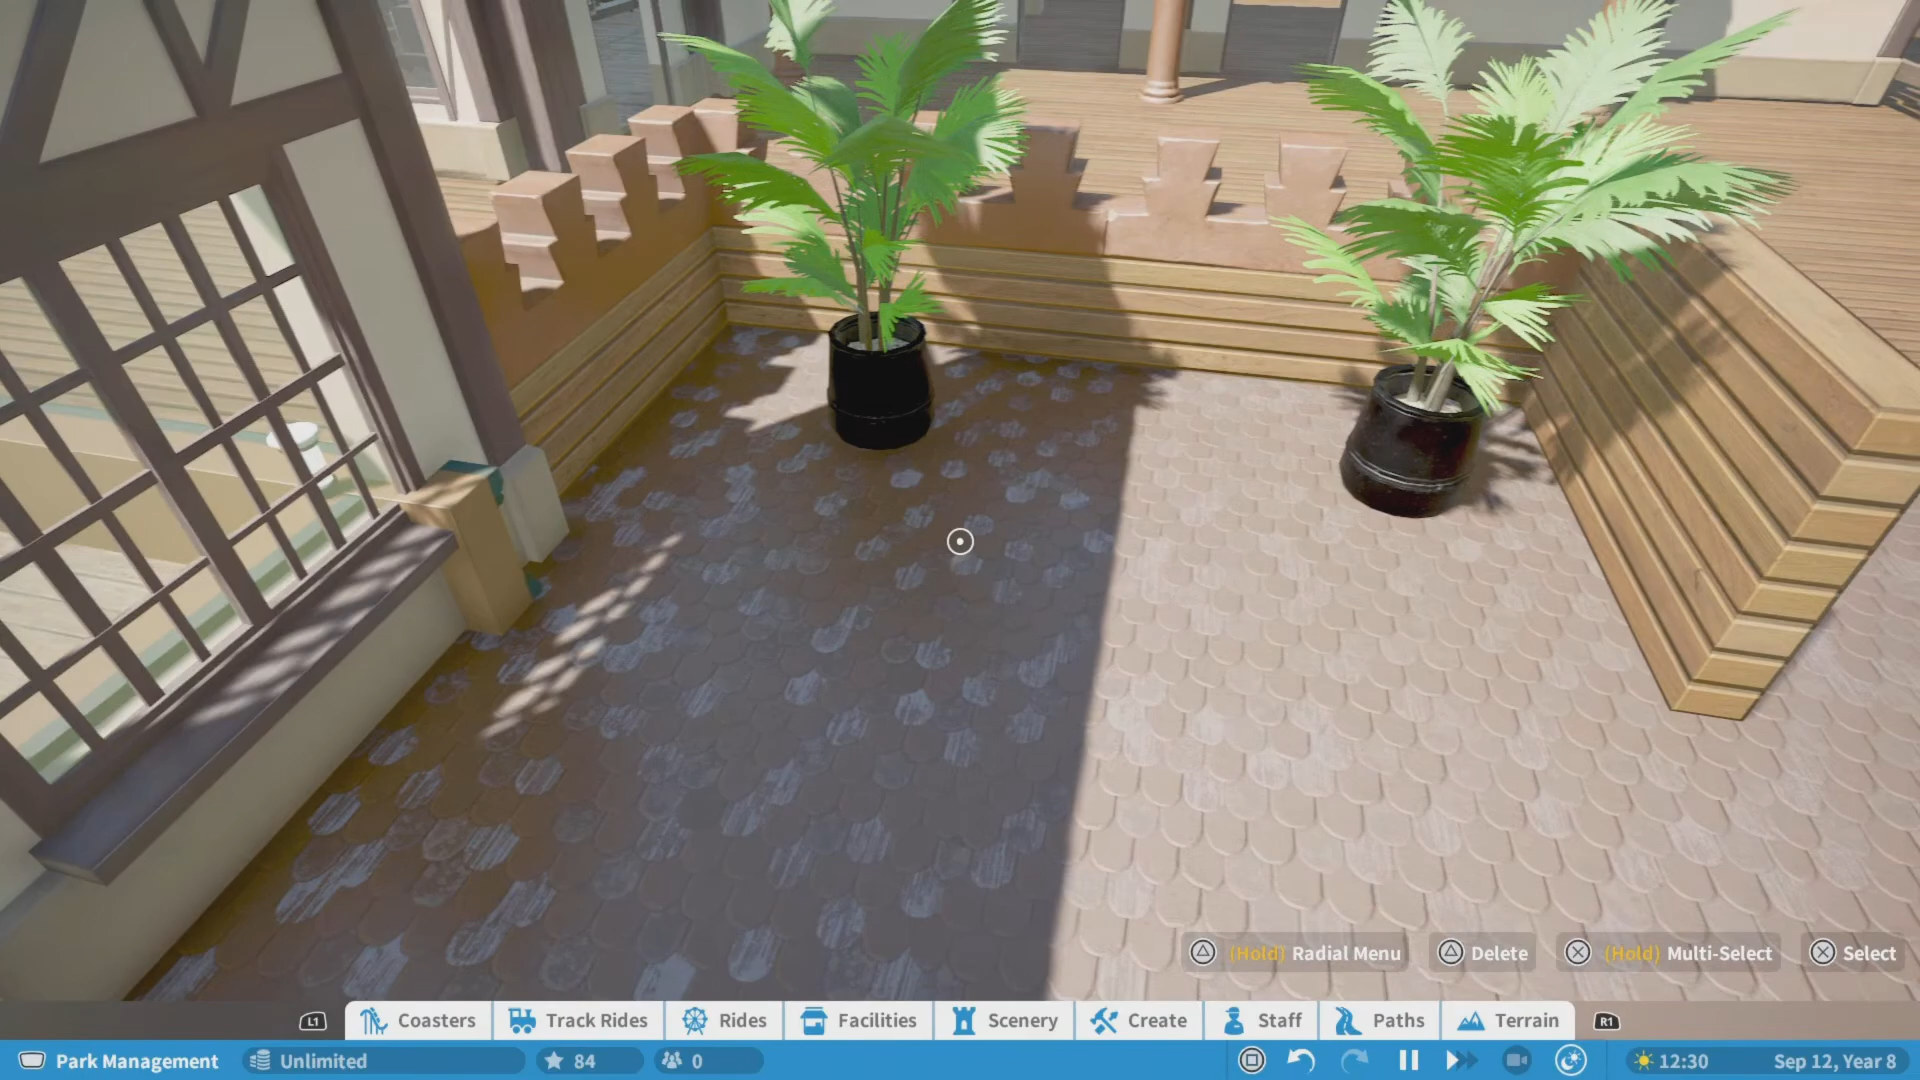 (Hold) Radial Menu Delete (Hold) Multi-Select Select
L1 Coasters Track Rides Rides Facilities Scenery Create Staff Paths Terrain R1
Park Management Unlimited 84 0 12:30 Sep 12, Year 8